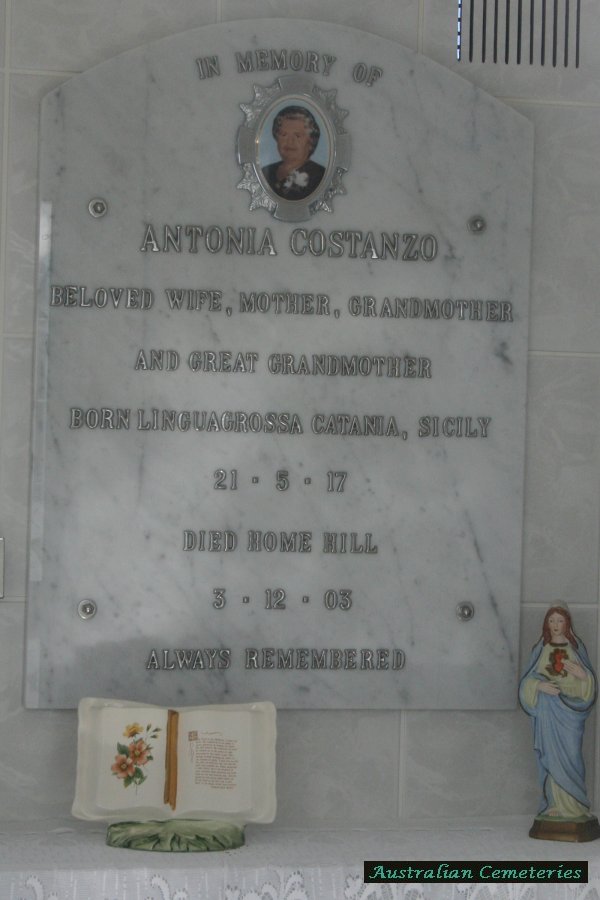 IN MEMORY OF
ANTONIA COSTANZO
BELOVED WIFE, MOTHER, GRANDMOTHER
AND GREAT GRANDMOTHER
BORN LINGUAGROSSA CATANIA, SICILY
21 · 5 · 17
DIED HOME HILL
3 · 12 · 03
ALWAYS REMEMBERED
Australian Cemeteries